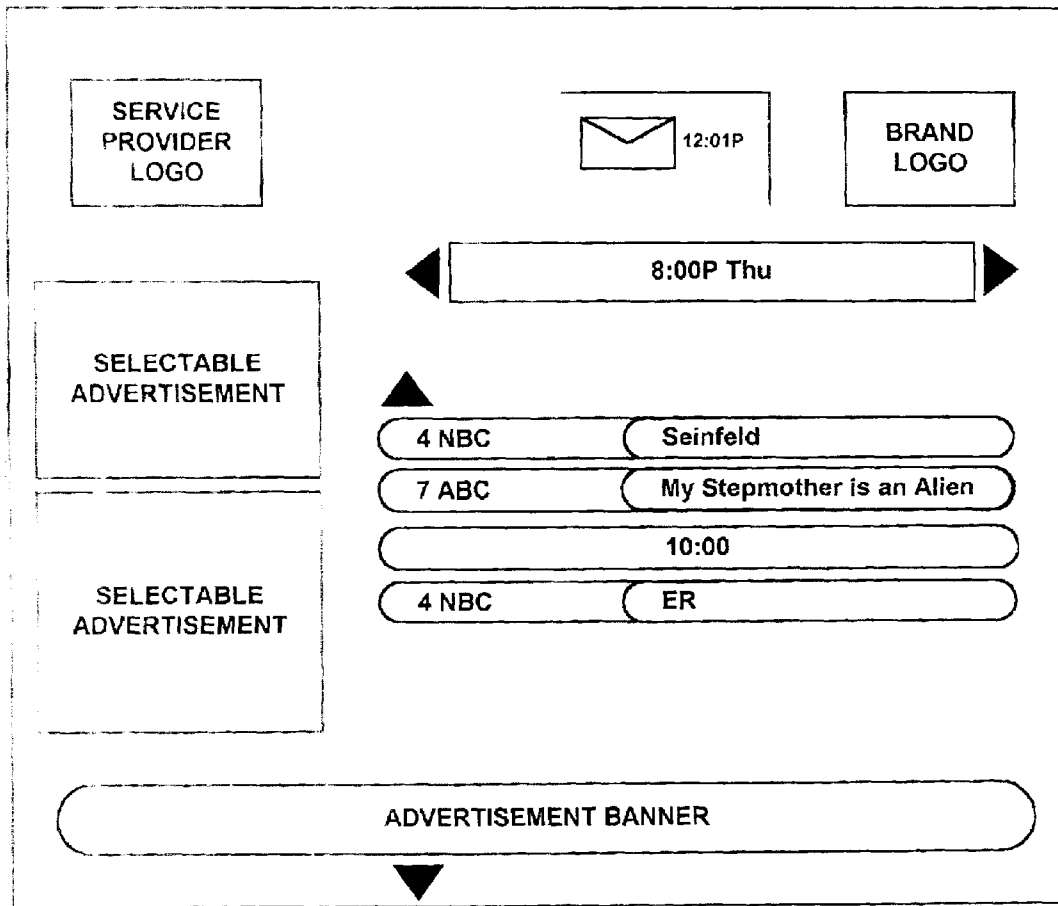 SERVICE
PROVIDER
LOGO
12:01P
BRAND
LOGO
8:00P Thu
SELECTABLE
ADVERTISEMENT
4 NBC Seinfeld
7 ABC My Stepmother is an Alien
10:00
4 NBC ER
SELECTABLE
ADVERTISEMENT
ADVERTISEMENT BANNER